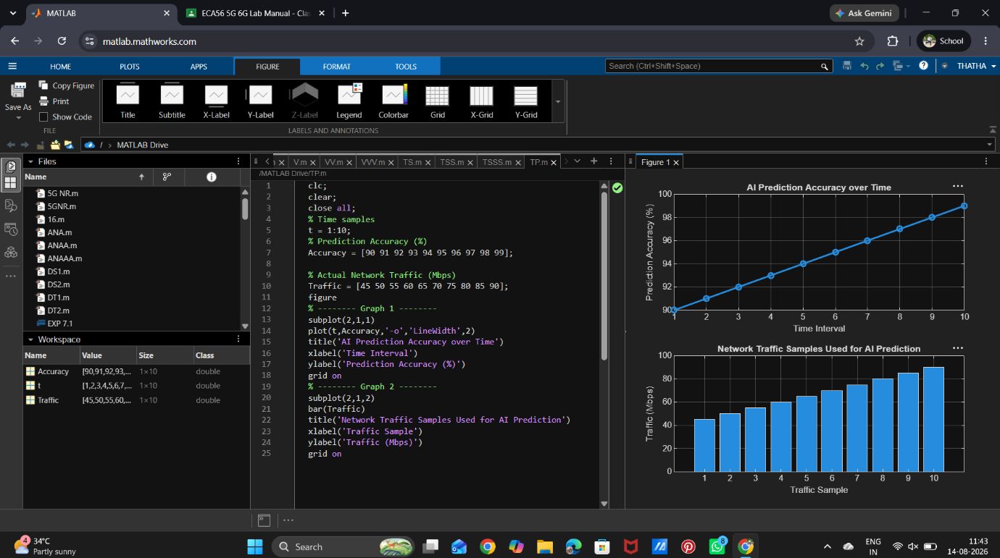 MATLAB
ECA56 5G 6G Lab Manual - Clas
Ask Gemini
matlab.mathworks.com
School
HOME PLOTS APPS FIGURE FORMAT TOOLS
Search (Ctrl+Shift+Space)
THATHA
Save As
Copy Figure
Print
Show Code
FILE
Title Subtitle X-Label Y-Label Z-Label Legend Colorbar Grid X-Grid Y-Grid
LABELS AND ANNOTATIONS
/ › MATLAB Drive
Files
Name
5G NR.m
5GNR.m
16.m
ANA.m
ANAA.m
ANAAA.m
DS1.m
DS2.m
DT1.m
DT2.m
EXP 7.1
Workspace
Name Value Size Class
Accuracy [90,91,92,93,... 1×10 double
t [1,2,3,4,5,6,7,... 1×10 double
Traffic [45,50,55,60,... 1×10 double
V.m VV.m VVV.m TS.m TSS.m TSSS.m TP.m
/MATLAB Drive/TP.m
1 clc;
2 clear;
3 close all;
4 % Time samples
5 t = 1:10;
6 % Prediction Accuracy (%)
7 Accuracy = [90 91 92 93 94 95 96 97 98 99];
8
9 % Actual Network Traffic (Mbps)
10 Traffic = [45 50 55 60 65 70 75 80 85 90];
11 figure
12 % -------- Graph 1 --------
13 subplot(2,1,1)
14 plot(t,Accuracy,'-o','LineWidth',2)
15 title('AI Prediction Accuracy over Time')
16 xlabel('Time Interval')
17 ylabel('Prediction Accuracy (%)')
18 grid on
19 % -------- Graph 2 --------
20 subplot(2,1,2)
21 bar(Traffic)
22 title('Network Traffic Samples Used for AI Prediction')
23 xlabel('Traffic Sample')
24 ylabel('Traffic (Mbps)')
25 grid on
Figure 1
AI Prediction Accuracy over Time
Prediction Accuracy (%)
100
98
96
94
92
90
1 2 3 4 5 6 7 8 9 10
Time Interval
Network Traffic Samples Used for AI Prediction
Traffic (Mbps)
100
80
60
40
20
0
1 2 3 4 5 6 7 8 9 10
Traffic Sample
4
34°C
Partly sunny
Search
8
ENG
IN
11:43
14-08-2026